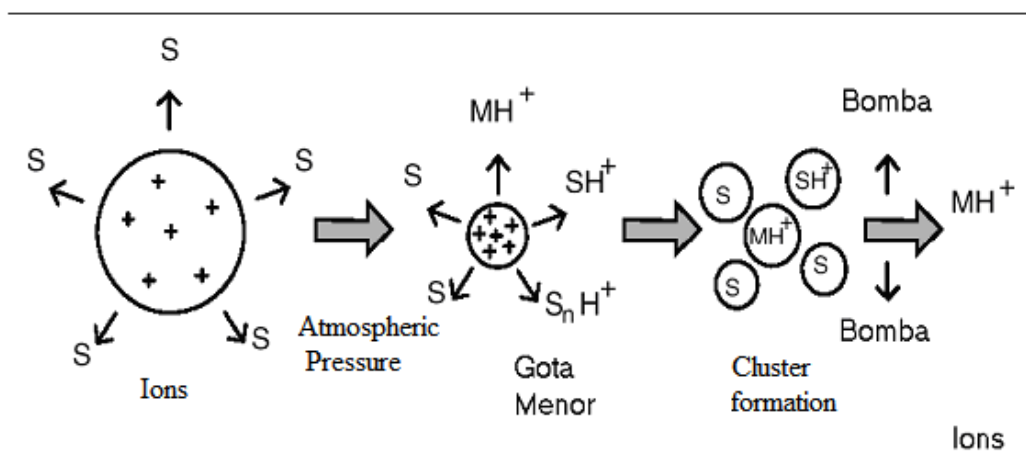 S
S
S
S
S
Ions
Atmospheric
Pressure
MH+
S
SH+
S
SnH+
Gota
Menor
S
SH+
MH+
S
S
Cluster
formation
Bomba
Bomba
MH+
Ions